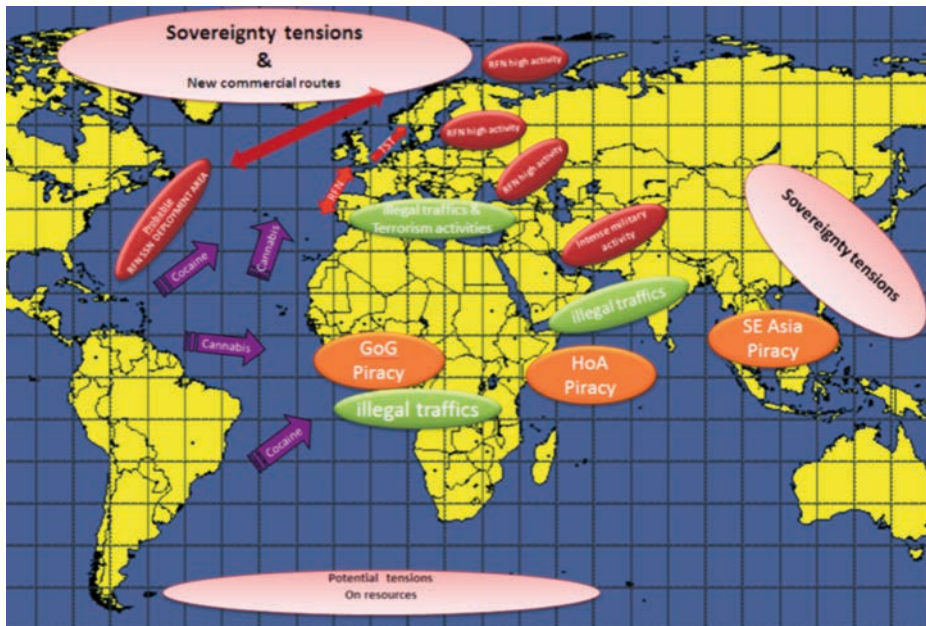 Sovereignty tensions
&
New commercial routes
RFN high activity
TST
RFN high activity
RFN high activity
RFN
Probable
RFN SSN DEPLOYMENT AREA
illegal traffics &
Terrorism activities
Cocaine
Cannabis
Intense military
activity
Sovereignty tensions
illegal traffics
Cannabis
GoG
Piracy
HoA
Piracy
SE Asia
Piracy
illegal traffics
Cocaine
Potential tensions
On resources